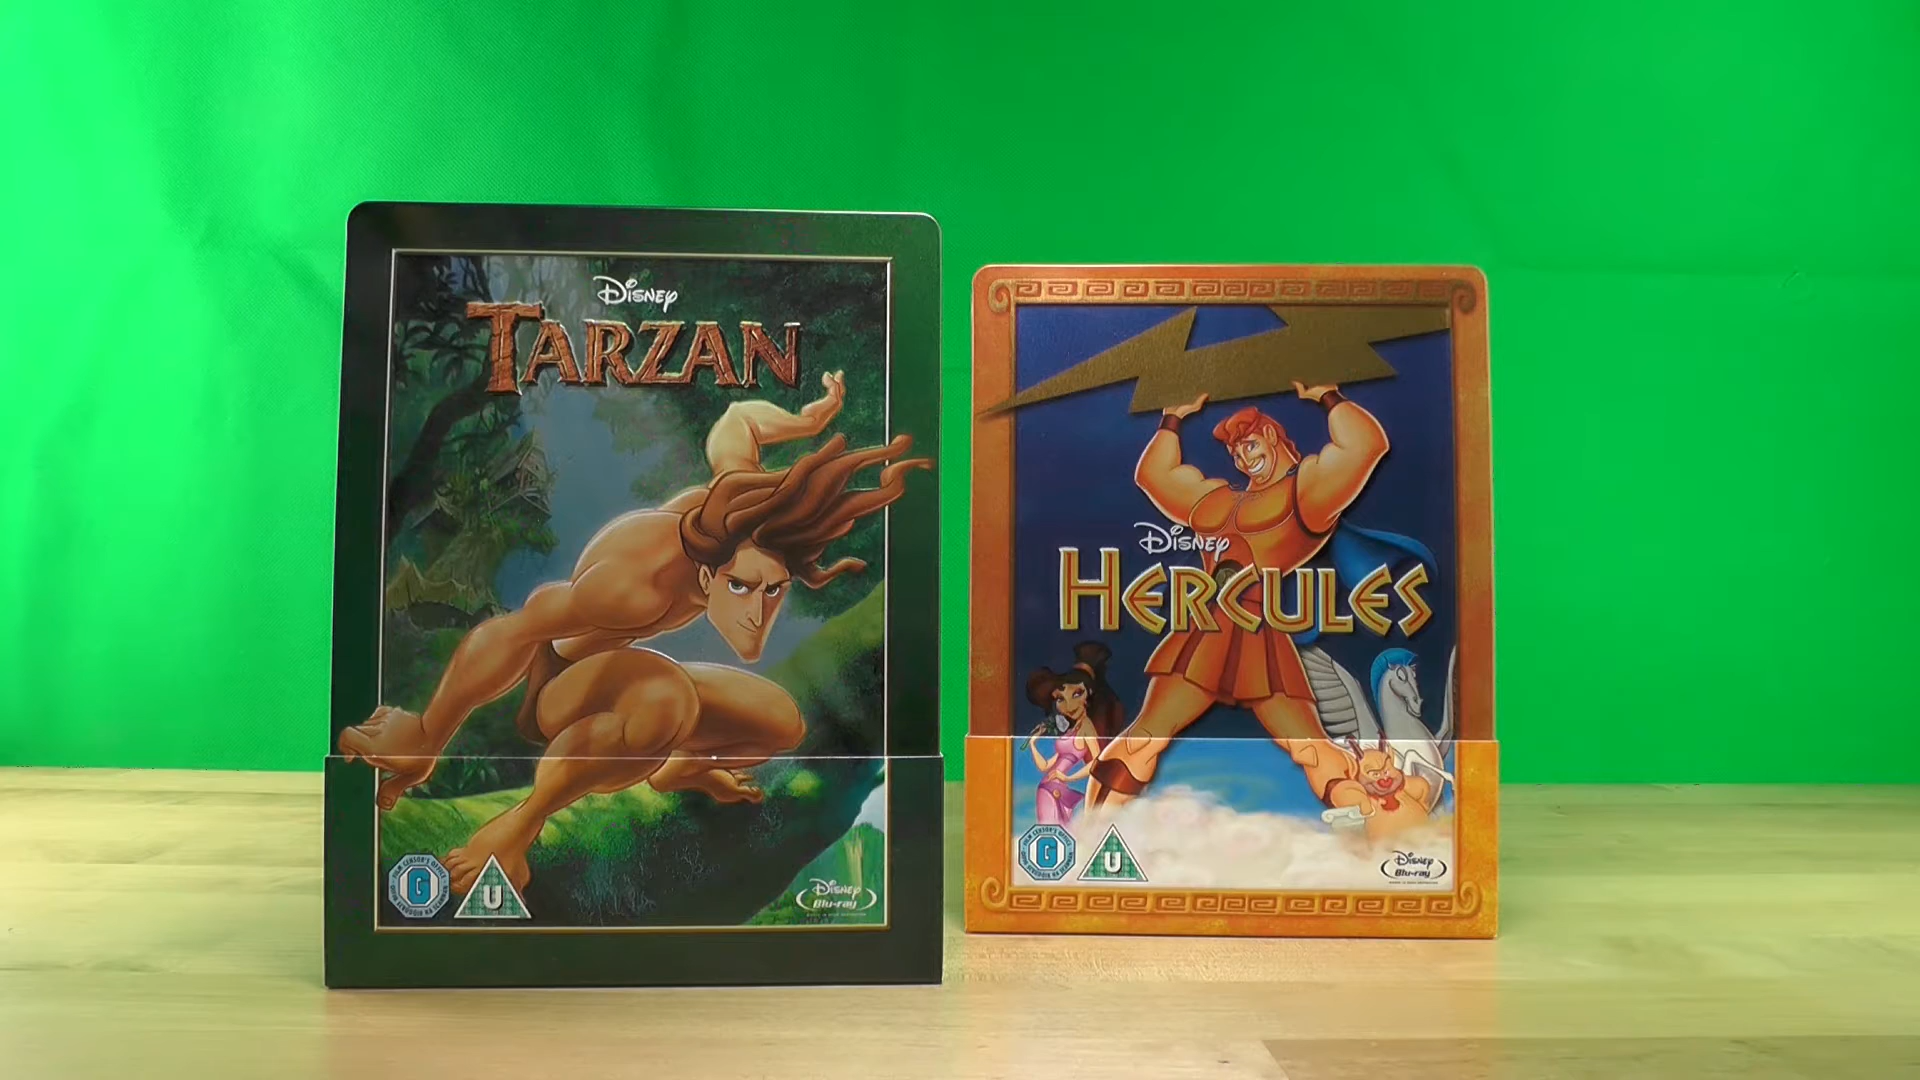 Disney
TARZAN
G
U
Disney
Blu-ray
Disney
HERCULES
G
U
Disney
Blu-ray